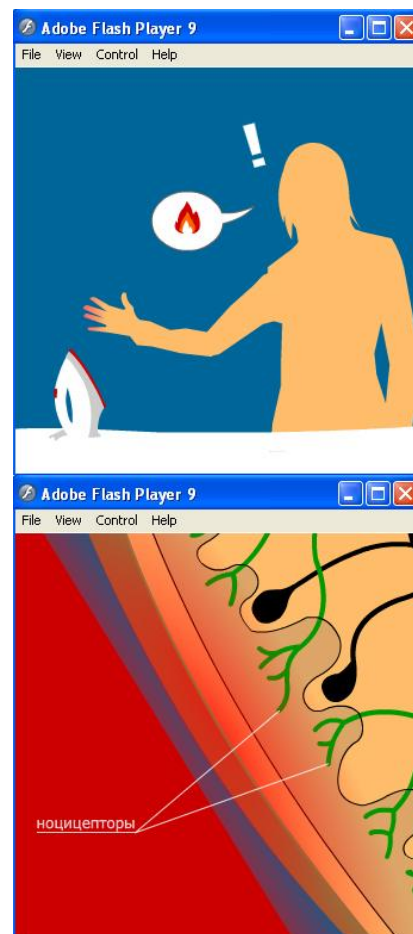 Adobe Flash Player 9
File View Control Help
!
Adobe Flash Player 9
File View Control Help
ноцицепторы